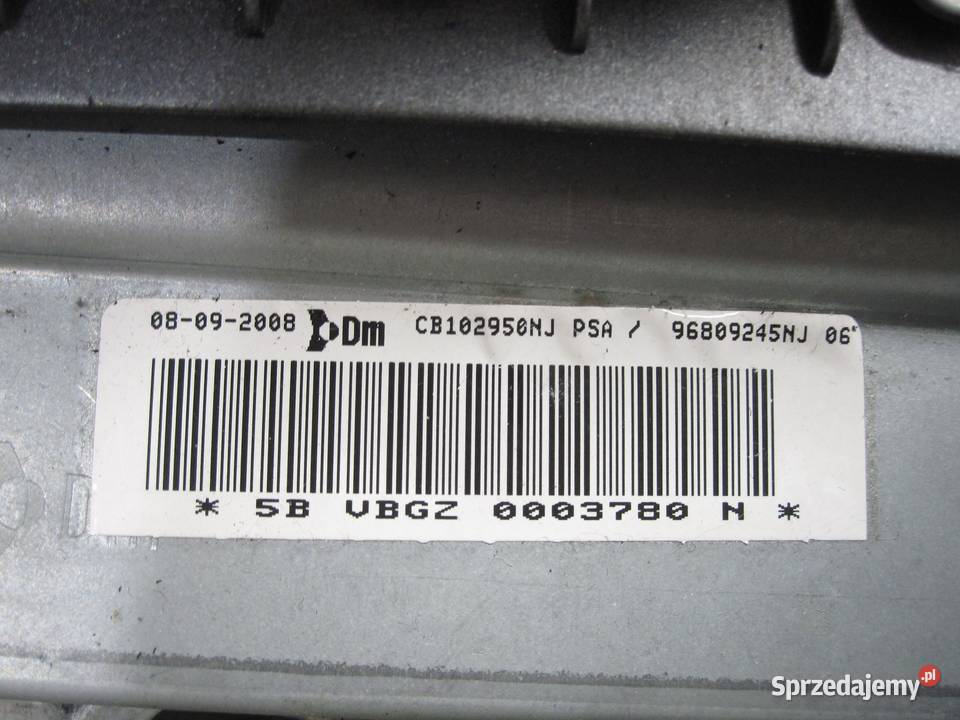 08-09-2008 Dm CB102950NJ PSA / 96809245NJ 06*
* 5B VBGZ 0003780 N *
Sprzedajemy.pl